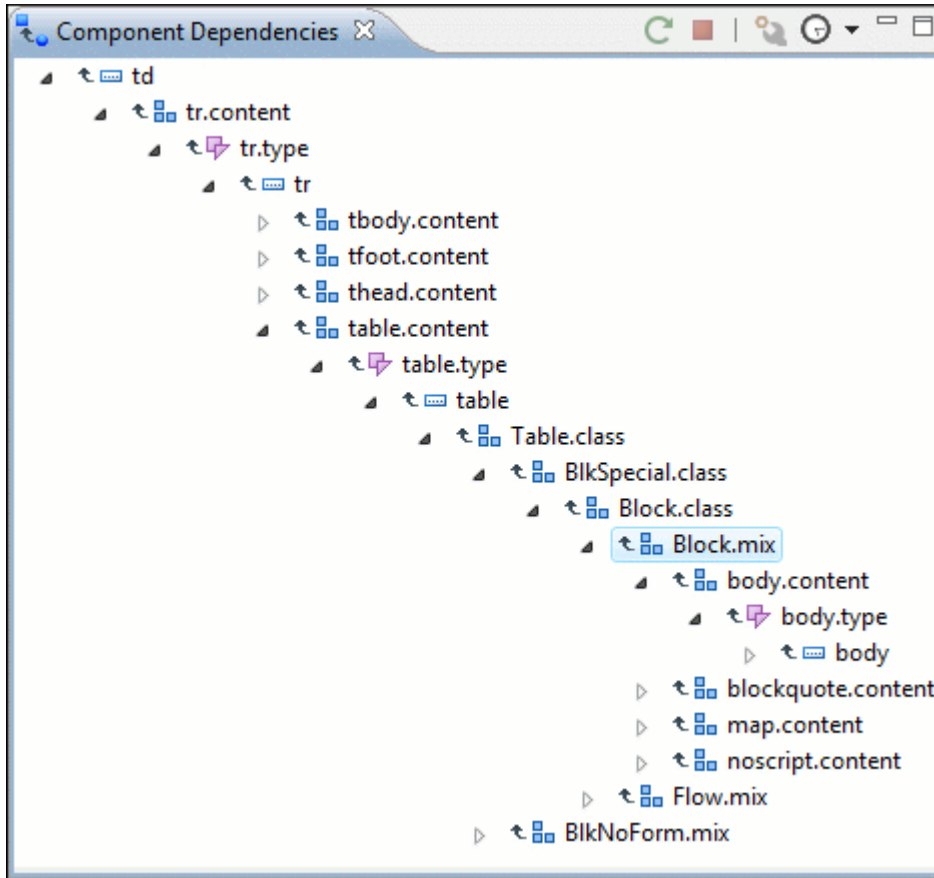 Component Dependencies
td
tr.content
tr.type
tr
tbody.content
tfoot.content
thead.content
table.content
table.type
table
Table.class
BlkSpecial.class
Block.class
Block.mix
body.content
body.type
body
blockquote.content
map.content
noscript.content
Flow.mix
BlkNoForm.mix